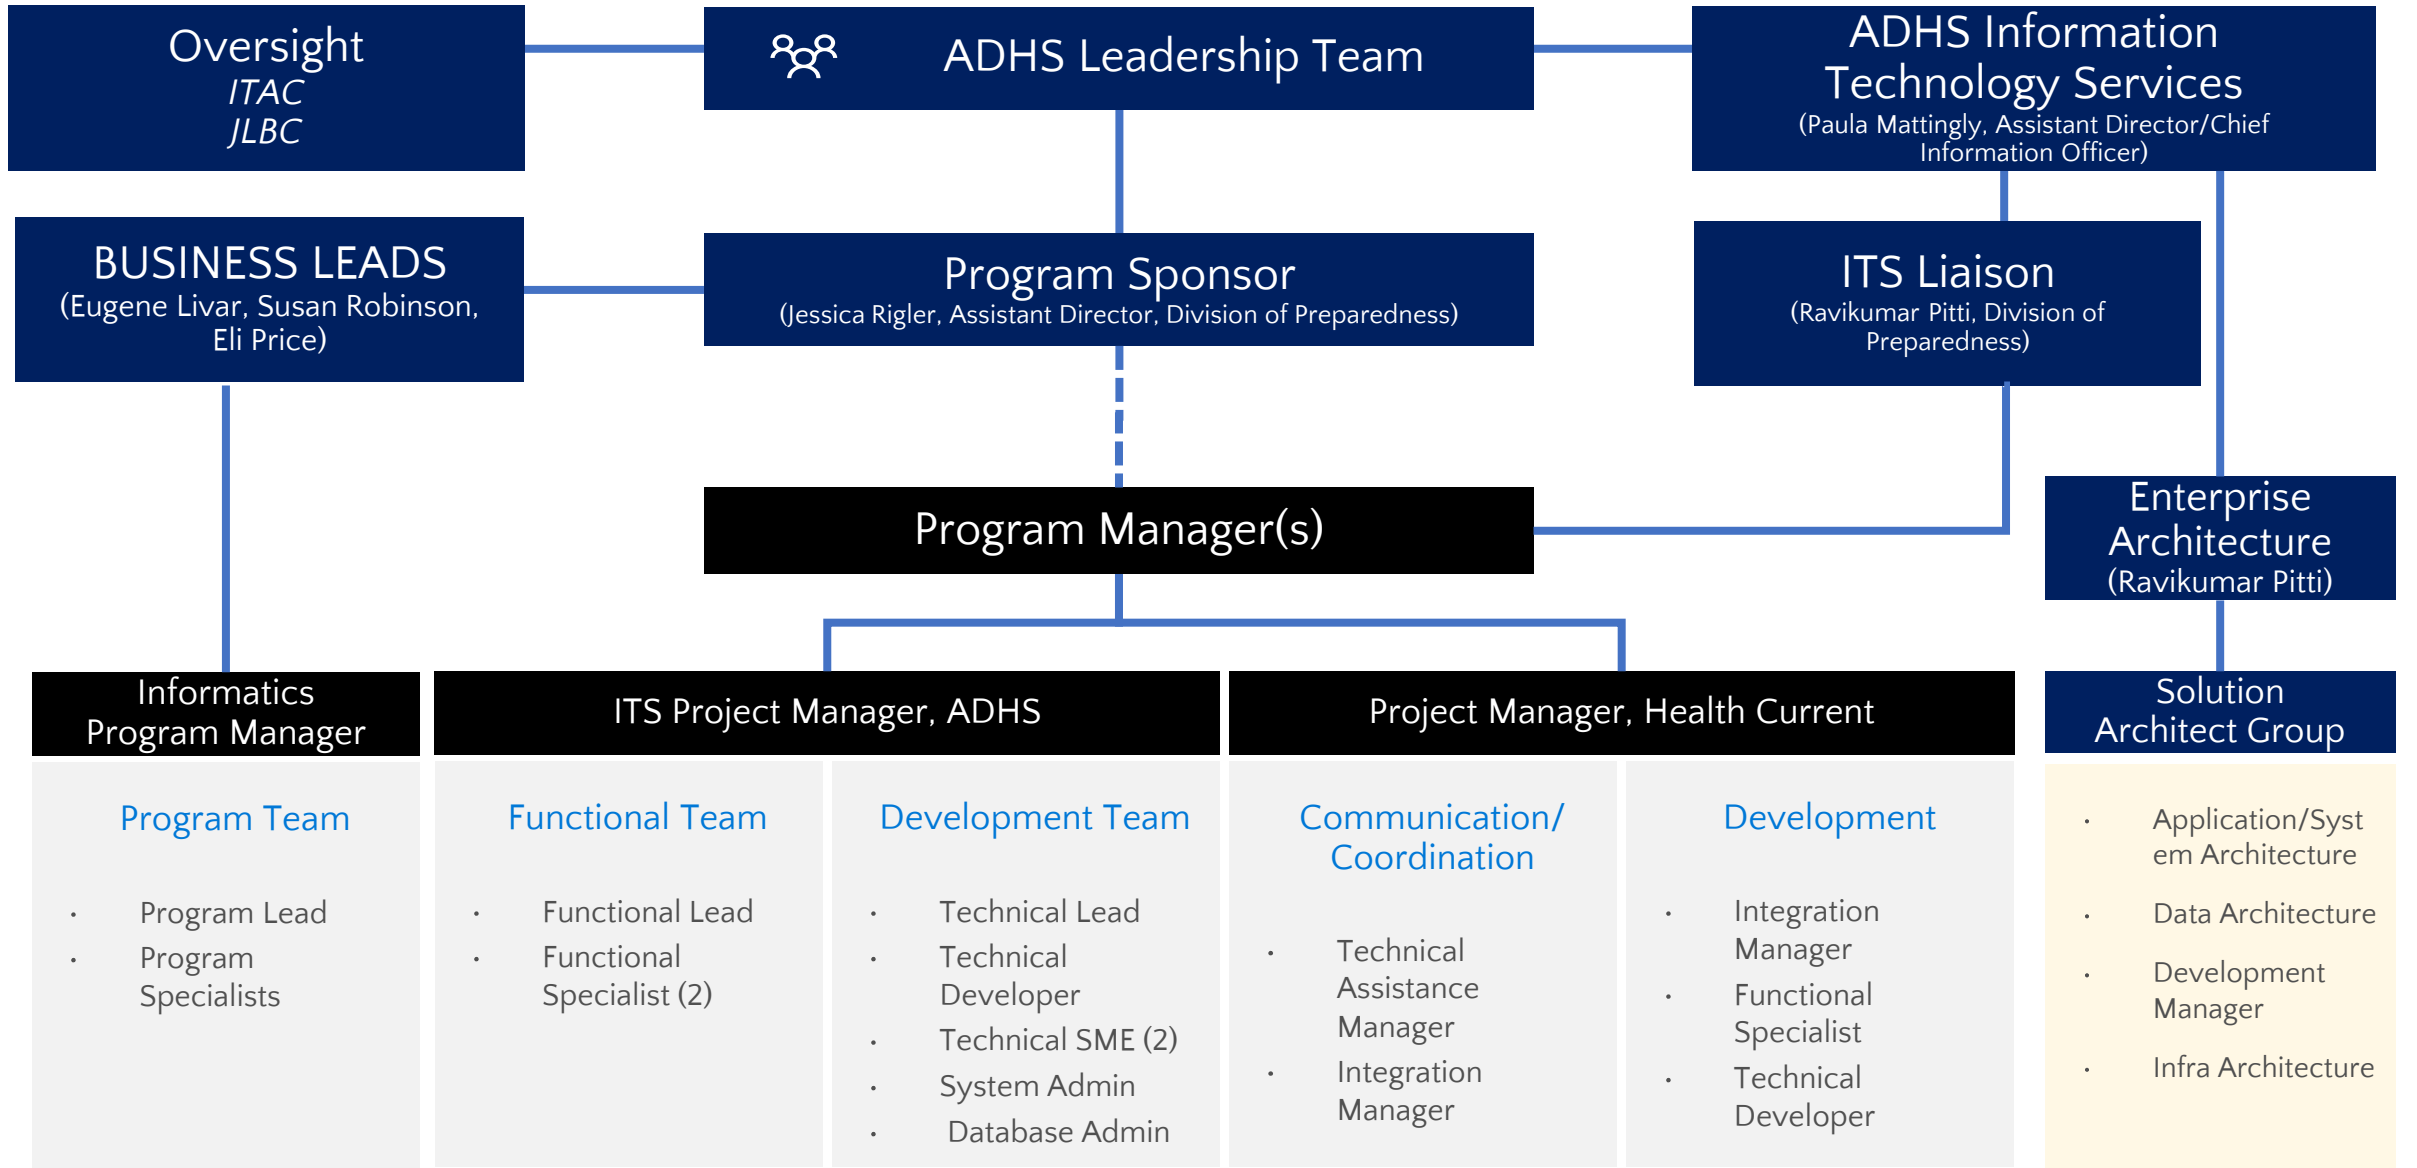 Oversight
ITAC
JLBC
ADHS Leadership Team
ADHS Information
Technology Services
(Paula Mattingly, Assistant Director/Chief
Information Officer)
BUSINESS LEADS
(Eugene Livar, Susan Robinson,
Eli Price)
Program Sponsor
(Jessica Rigler, Assistant Director, Division of Preparedness)
ITS Liaison
(Ravikumar Pitti, Division of
Preparedness)
Program Manager(s)
Enterprise
Architecture
(Ravikumar Pitti)
Informatics
Program Manager
ITS Project Manager, ADHS
Project Manager, Health Current
Solution
Architect Group
Program Team
• Program Lead
• Program
Specialists
Functional Team
• Functional Lead
• Functional
Specialist (2)
Development Team
• Technical Lead
• Technical
Developer
• Technical SME (2)
• System Admin
• Database Admin
Communication/
Coordination
• Technical
Assistance
Manager
• Integration
Manager
Development
• Integration
Manager
• Functional
Specialist
• Technical
Developer
• Application/Syst
em Architecture
• Data Architecture
• Development
Manager
• Infra Architecture